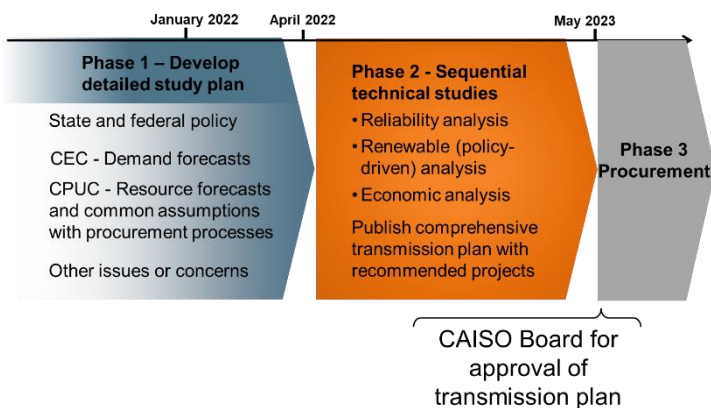 January 2022
April 2022
May 2023
Phase 1 – Develop
detailed study plan
State and federal policy
CEC - Demand forecasts
CPUC - Resource forecasts
and common assumptions
with procurement processes
Other issues or concerns
Phase 2 - Sequential
technical studies
• Reliability analysis
• Renewable (policy-
driven) analysis
• Economic analysis
Publish comprehensive
transmission plan with
recommended projects
Phase 3
Procurement
CAISO Board for
approval of
transmission plan